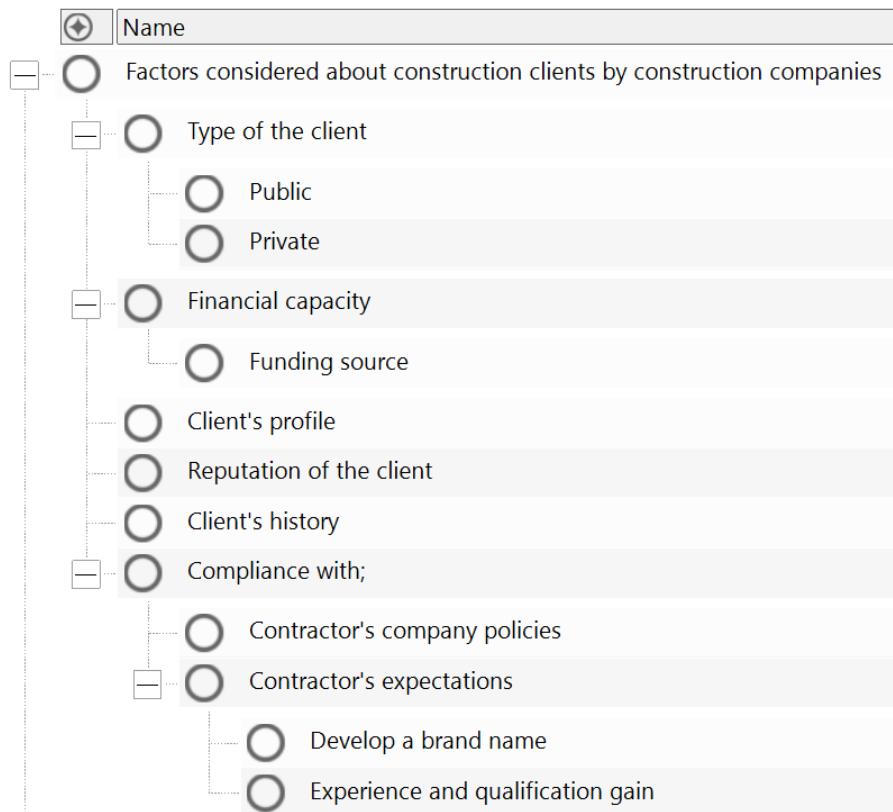 Name
Factors considered about construction clients by construction companies
Type of the client
Public
Private
Financial capacity
Funding source
Client's profile
Reputation of the client
Client's history
Compliance with;
Contractor's company policies
Contractor's expectations
Develop a brand name
Experience and qualification gain